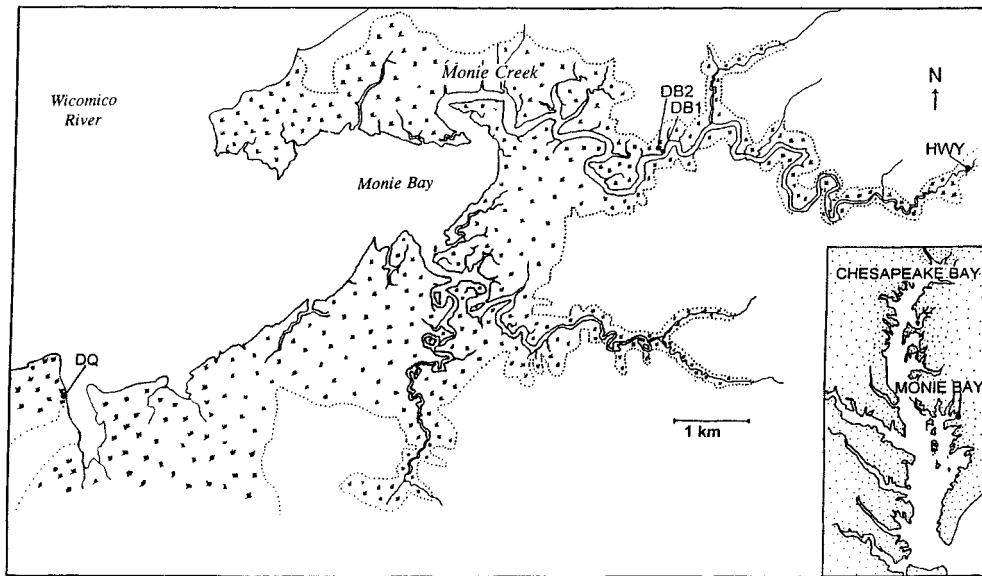 Wicomico
River
Monie Creek
Monie Bay
DB2
DB1
N
HWY
DQ
1 km
CHESAPEAKE BAY
MONIE BAY